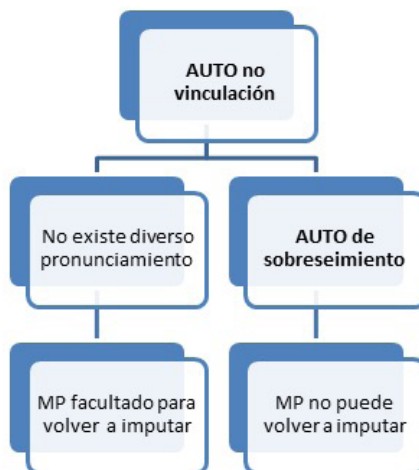 AUTO no
vinculación
No existe diverso
pronunciamiento
AUTO de
sobreseimiento
MP facultado para
volver a imputar
MP no puede
volver a imputar